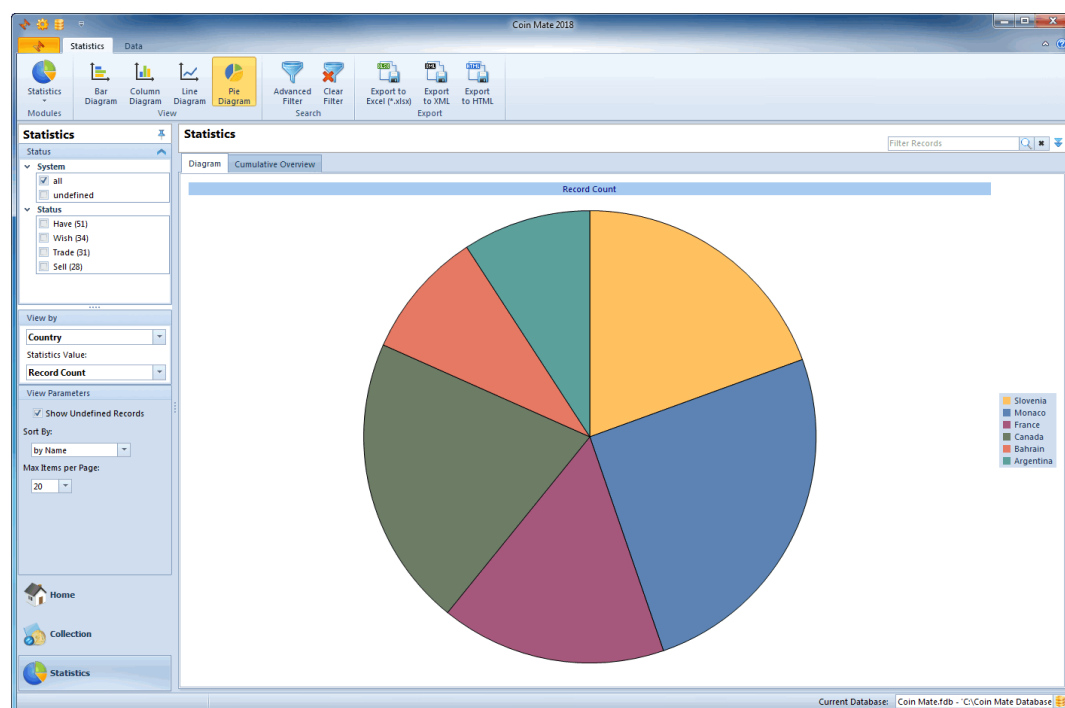 Coin Mate 2018
Statistics Data
Statistics
Bar Diagram
Column Diagram
Line Diagram
Pie Diagram
Advanced Filter
Clear Filter
XLSX
Export to Excel (*.xlsx)
XML
Export to XML
HTML
Export to HTML
Modules View Search Export
Statistics
Status
System
all
undefined
Status
Have (51)
Wish (34)
Trade (31)
Sell (28)
View by
Country
Statistics Value:
Record Count
View Parameters
Show Undefined Records
Sort By:
by Name
Max Items per Page:
20
Home
Collection
Statistics
Statistics
Filter Records
Diagram Cumulative Overview
Record Count
Slovenia
Monaco
France
Canada
Bahrain
Argentina
Current Database: Coin Mate.fdb - 'C:\Coin Mate Database